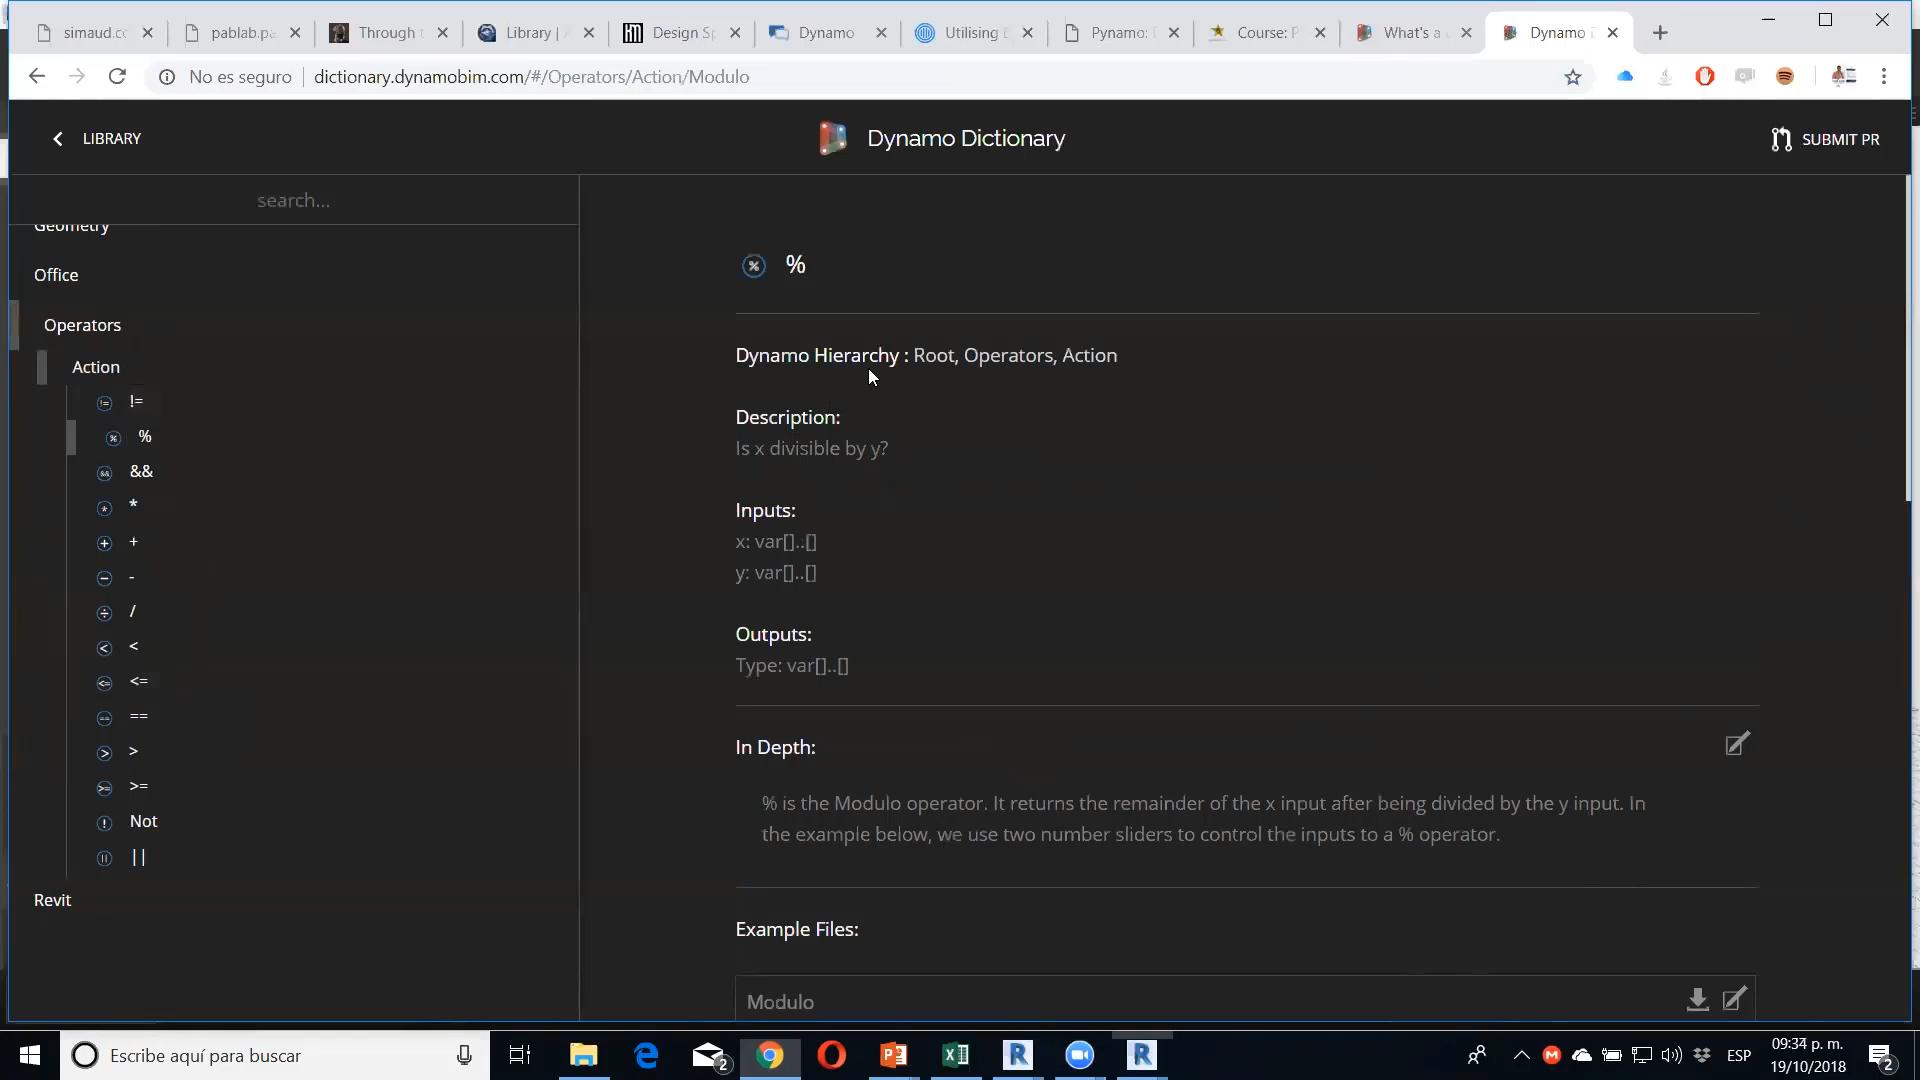 simaud.co
pablab.pa
Through t
Library | A
Design Sp
Dynamo
Utilising
Pynamo: D
Course: P
What's a
Dynamo D
No es seguro
dictionary.dynamobim.com/#/Operators/Action/Modulo
LIBRARY
Dynamo Dictionary
SUBMIT PR
search...
Geometry
Office
Operators
Action
!=
%
&&
*
+
-
/
<
<=
==
>
>=
Not
||
Revit
%
Dynamo Hierarchy : Root, Operators, Action
Description:
Is x divisible by y?
Inputs:
x: var[]..[]
y: var[]..[]
Outputs:
Type: var[]..[]
In Depth:
% is the Modulo operator. It returns the remainder of the x input after being divided by the y input. In
the example below, we use two number sliders to control the inputs to a % operator.
Example Files:
Modulo
Escribe aquí para buscar
2
ESP
09:34 p. m.
19/10/2018
2